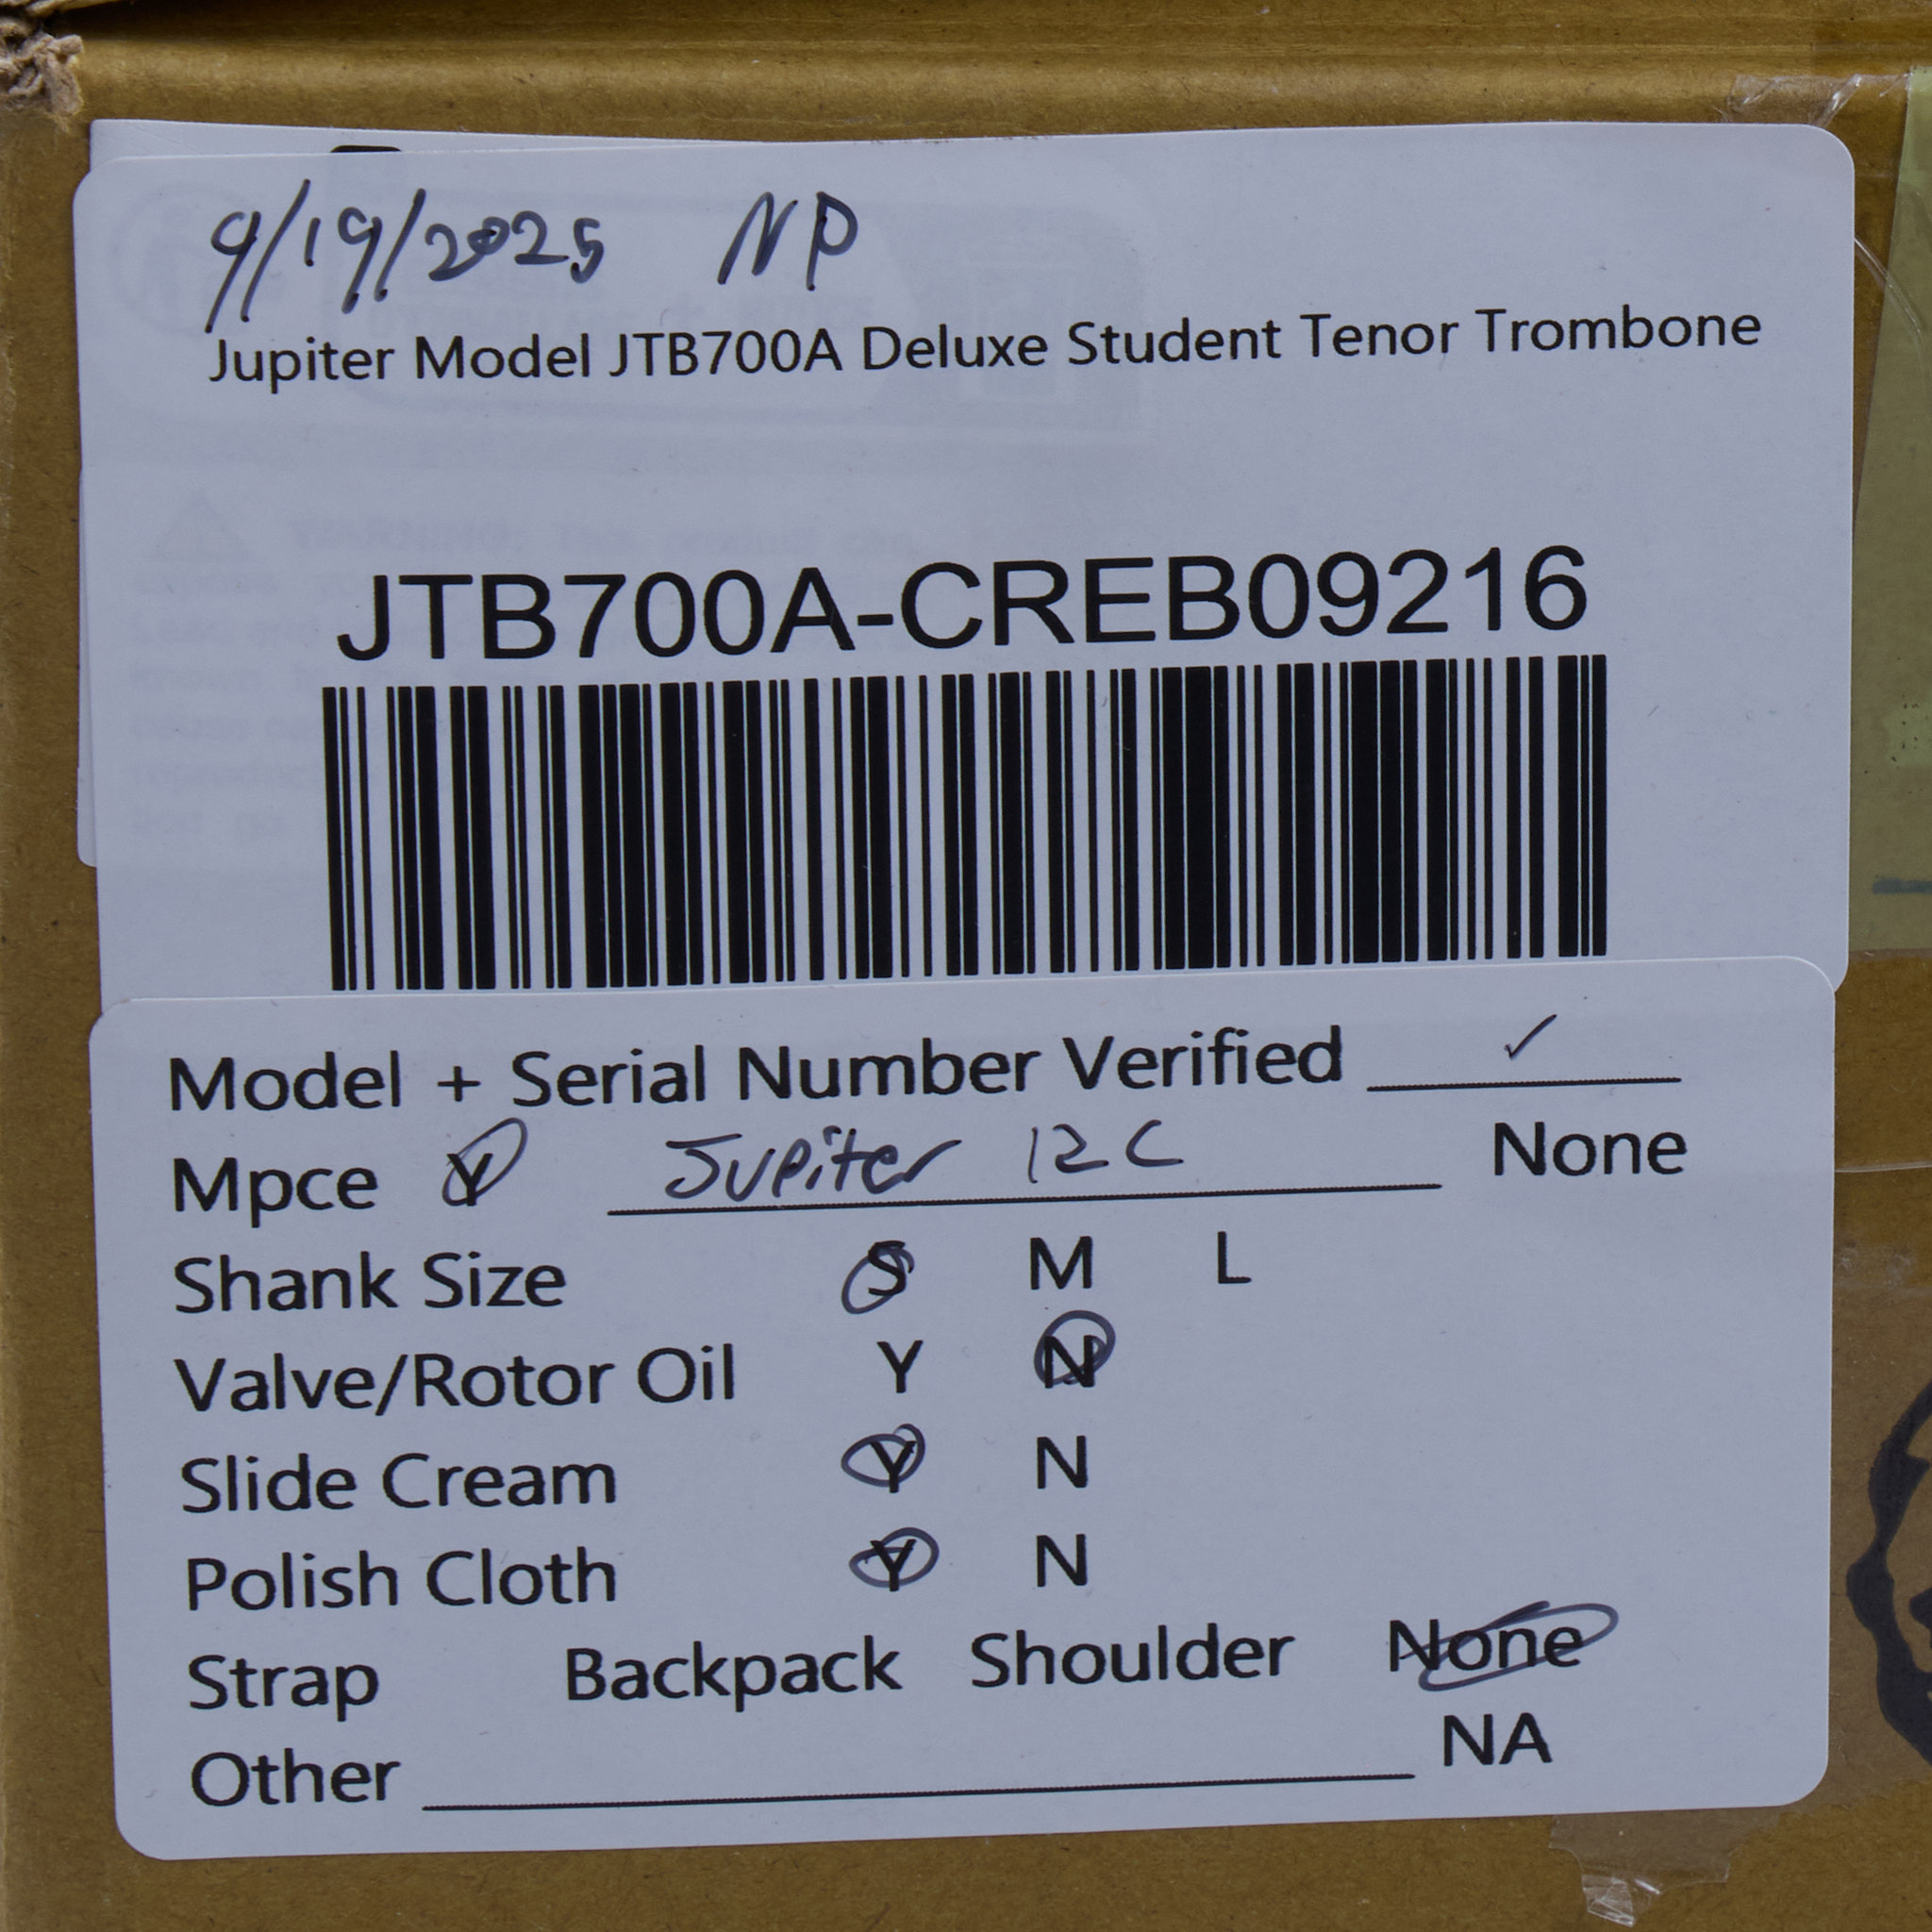 9/19/2025 NP
Jupiter Model JTB700A Deluxe Student Tenor Trombone
JTB700A-CREB09216
Model + Serial Number Verified ✓
Mpce Y Jupiter 12C None
Shank Size S M L
Valve/Rotor Oil Y N
Slide Cream Y N
Polish Cloth Y N
Strap Backpack Shoulder None
Other NA